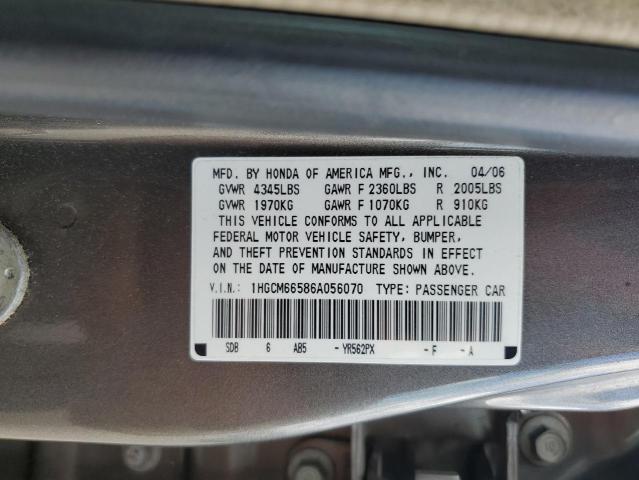 MFD. BY HONDA OF AMERICA MFG., INC. 04/06
GVWR 4345LBS GAWR F 2360LBS R 2005LBS
GVWR 1970KG GAWR F 1070KG R 910KG
THIS VEHICLE CONFORMS TO ALL APPLICABLE
FEDERAL MOTOR VEHICLE SAFETY, BUMPER,
AND THEFT PREVENTION STANDARDS IN EFFECT
ON THE DATE OF MANUFACTURE SHOWN ABOVE.
V.I.N.: 1HGCM66586A056070 TYPE: PASSENGER CAR
SDB 6 AB5 -YR562PX -F -A